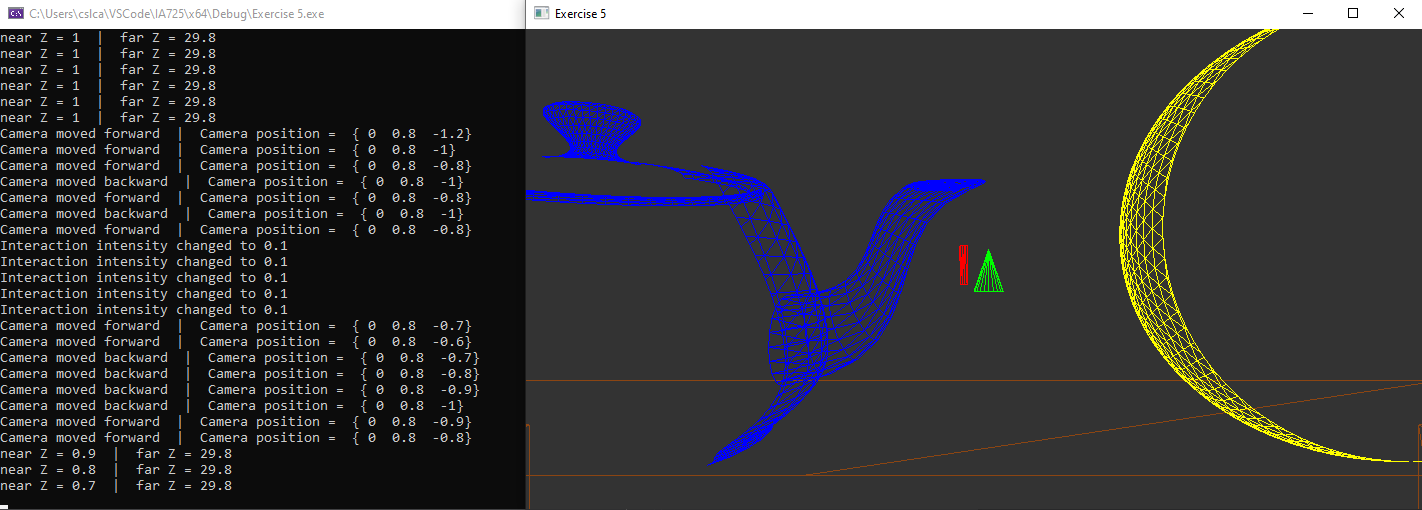 C:\Users\cslca\VSCode\IA725\x64\Debug\Exercise 5.exe
Exercise 5
near Z = 1  |  far Z = 29.8
near Z = 1  |  far Z = 29.8
near Z = 1  |  far Z = 29.8
near Z = 1  |  far Z = 29.8
near Z = 1  |  far Z = 29.8
near Z = 1  |  far Z = 29.8
Camera moved forward  |  Camera position =  { 0  0.8  -1.2}
Camera moved forward  |  Camera position =  { 0  0.8  -1}
Camera moved forward  |  Camera position =  { 0  0.8  -0.8}
Camera moved backward  |  Camera position =  { 0  0.8  -1}
Camera moved forward  |  Camera position =  { 0  0.8  -0.8}
Camera moved backward  |  Camera position =  { 0  0.8  -1}
Camera moved forward  |  Camera position =  { 0  0.8  -0.8}
Interaction intensity changed to 0.1
Interaction intensity changed to 0.1
Interaction intensity changed to 0.1
Interaction intensity changed to 0.1
Interaction intensity changed to 0.1
Camera moved forward  |  Camera position =  { 0  0.8  -0.7}
Camera moved forward  |  Camera position =  { 0  0.8  -0.6}
Camera moved backward  |  Camera position =  { 0  0.8  -0.7}
Camera moved backward  |  Camera position =  { 0  0.8  -0.8}
Camera moved backward  |  Camera position =  { 0  0.8  -0.9}
Camera moved backward  |  Camera position =  { 0  0.8  -1}
Camera moved forward  |  Camera position =  { 0  0.8  -0.9}
Camera moved forward  |  Camera position =  { 0  0.8  -0.8}
near Z = 0.9  |  far Z = 29.8
near Z = 0.8  |  far Z = 29.8
near Z = 0.7  |  far Z = 29.8